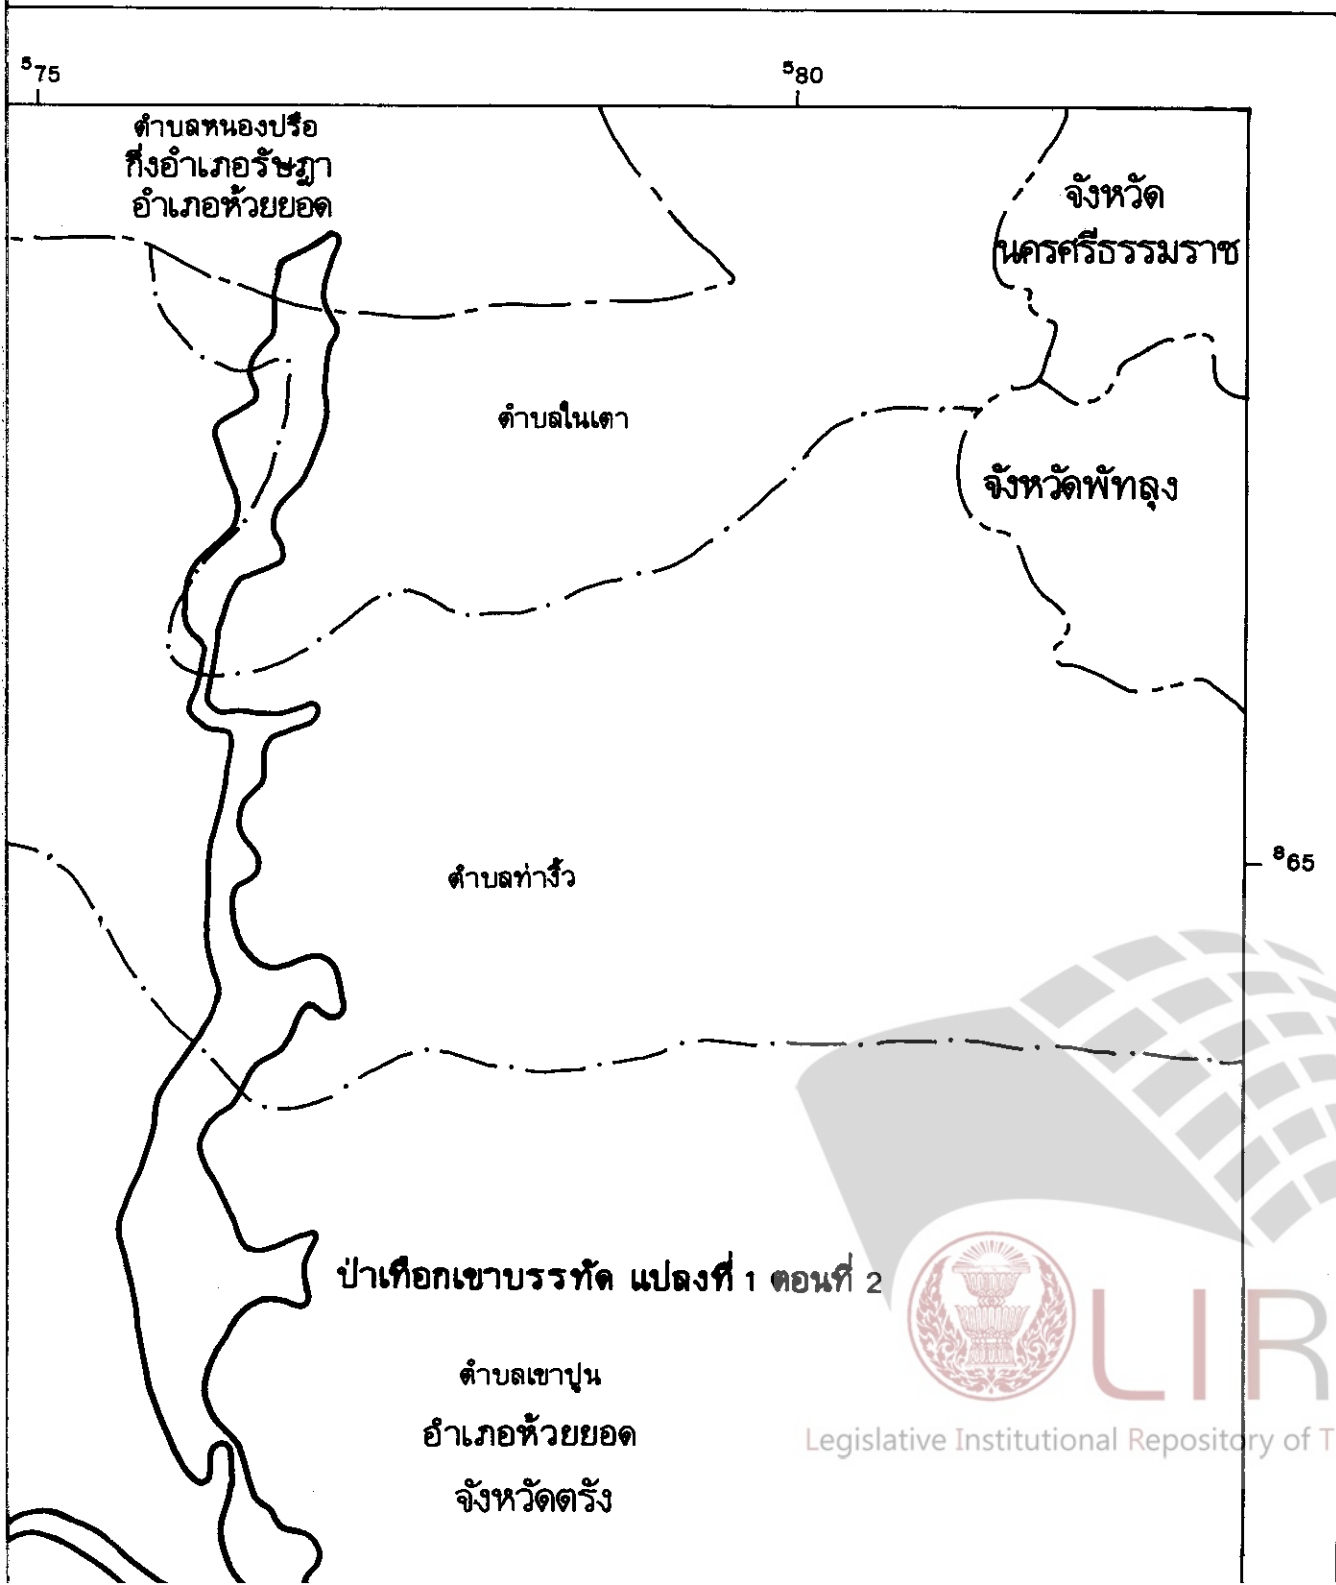 ⁵75
⁵80
ตำบลหนองปรือ
กิ่งอำเภอรัษฎา
อำเภอห้วยยอด
จังหวัด
นครศรีธรรมราช
ตำบลในเตา
จังหวัดพัทลุง
⁸65
ตำบลท่างิ้ว
ป่าเทือกเขาบรรทัด แปลงที่ 1 ตอนที่ 2
ตำบลเขาปูน
อำเภอห้วยยอด
จังหวัดตรัง
LIR
Legislative Institutional Repository of T